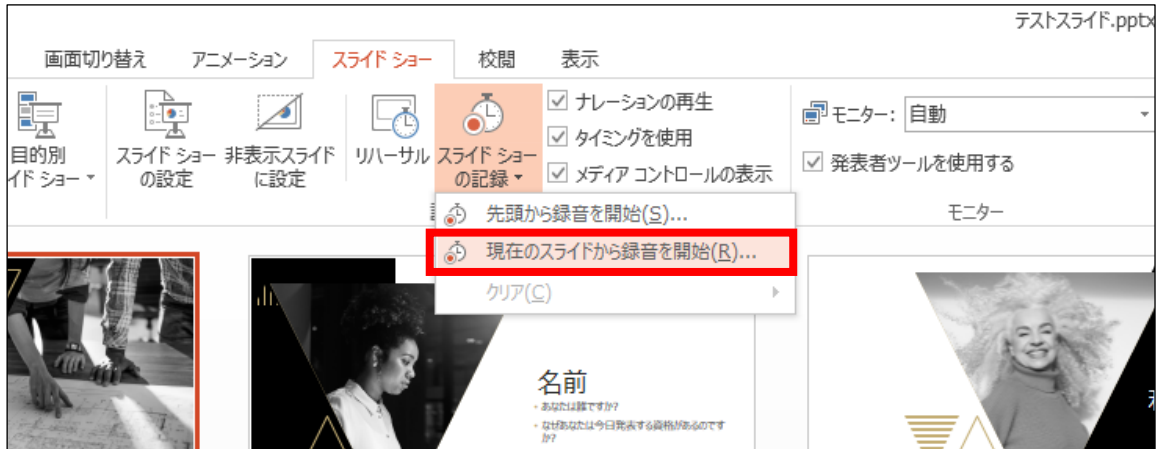 テストスライド.pptx
画面切り替え アニメーション スライド ショー 校閲 表示
目的別
イド ショー
スライド ショー
の設定
非表示スライド
に設定
リハーサル
スライド ショー
の記録
ナレーションの再生
タイミングを使用
メディア コントロールの表示
モニター: 自動
発表者ツールを使用する
モニター
先頭から録音を開始(S)...
現在のスライドから録音を開始(R)...
クリア(C)
名前
・あなたは誰ですか?
・なぜあなたは今日発表する資格があるのです
か?